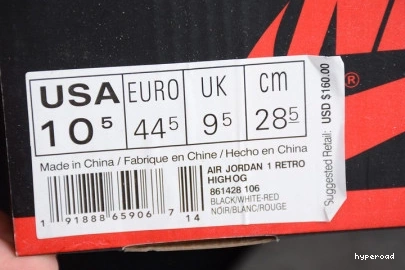 USA EURO UK cm
10⁵ 44⁵ 9⁵ 28⁵
Made in China / Fabrique en Chine / Hecho en China
AIR JORDAN 1 RETRO
HIGH OG
861428 106
BLACK/WHITE-RED
NOIR/BLANC/ROUGE
1 91888 65906 7 14
Suggested Retail: USD $160.00
®
hyperoad